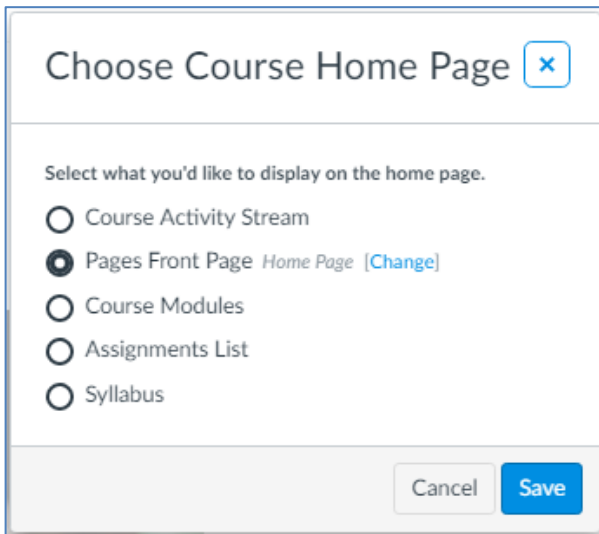 Choose Course Home Page ×
Select what you'd like to display on the home page.
Course Activity Stream
Pages Front Page Home Page [Change]
Course Modules
Assignments List
Syllabus
Cancel Save